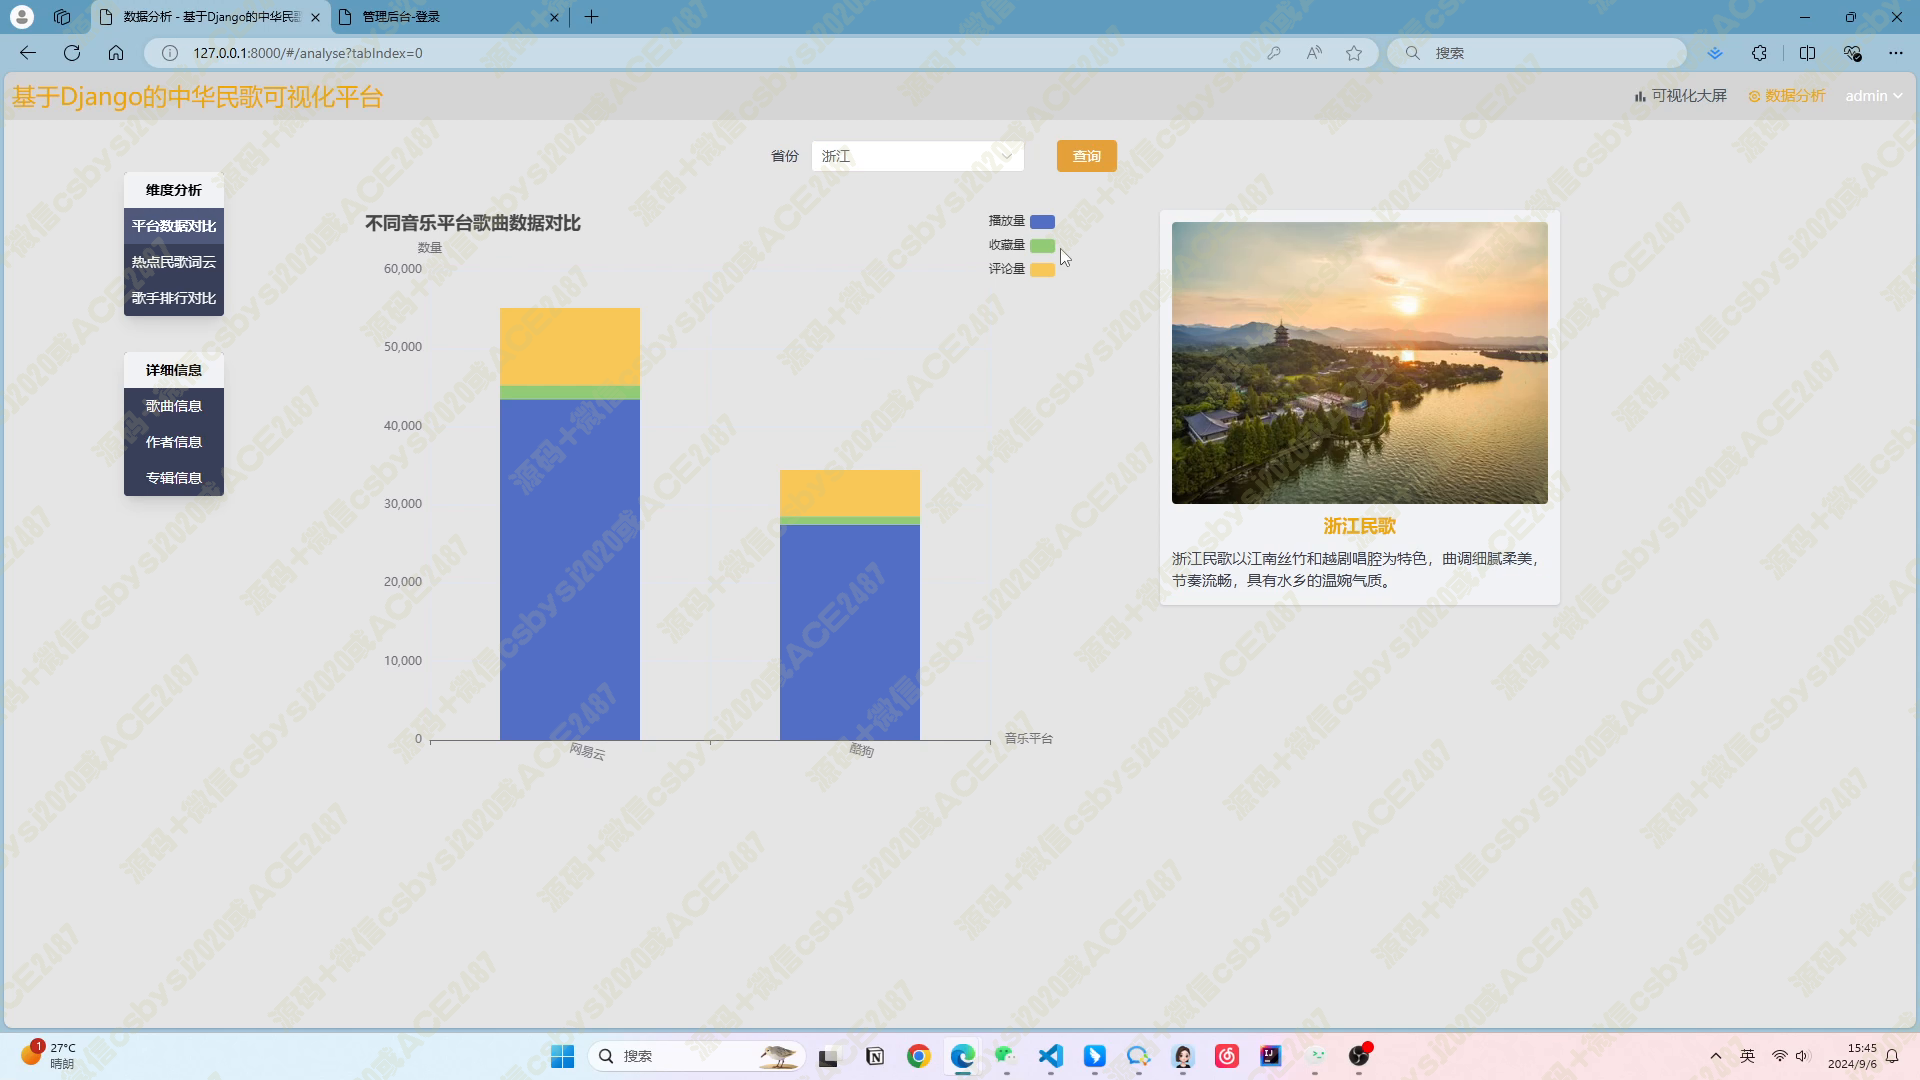 数据分析 - 基于Django的中华民歌
管理后台-登录
127.0.0.1:8000/#/analyse?tabIndex=0
搜索
基于Django的中华民歌可视化平台
可视化大屏
数据分析
admin
省份
浙江
查询
维度分析
平台数据对比
热点民歌词云
歌手排行对比
详细信息
歌曲信息
作者信息
专辑信息
不同音乐平台歌曲数据对比
数量
播放量
收藏量
评论量
60,000
50,000
40,000
30,000
20,000
10,000
0
网易云
酷狗
音乐平台
浙江民歌
浙江民歌以江南丝竹和越剧唱腔为特色，曲调细腻柔美，
节奏流畅，具有水乡的温婉气质。
源码+微信csbysj2020或ACE2487
1
27°C
晴朗
搜索
英
15:45
2024/9/6